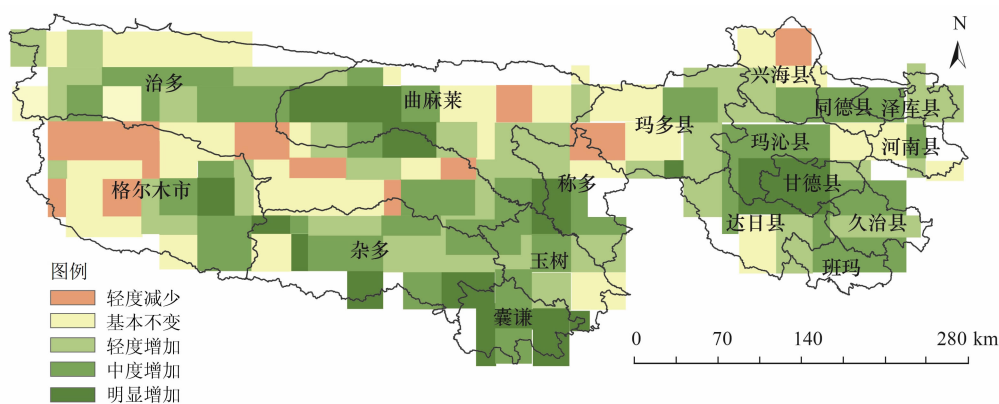 N
兴海县
治多
曲麻莱
同德县
泽库县
玛多县
玛沁县
河南县
格尔木市
称多
甘德县
达日县
久治县
杂多
玉树
班玛
囊谦
图例
轻度减少
基本不变
轻度增加
中度增加
明显增加
0 70 140 280 km